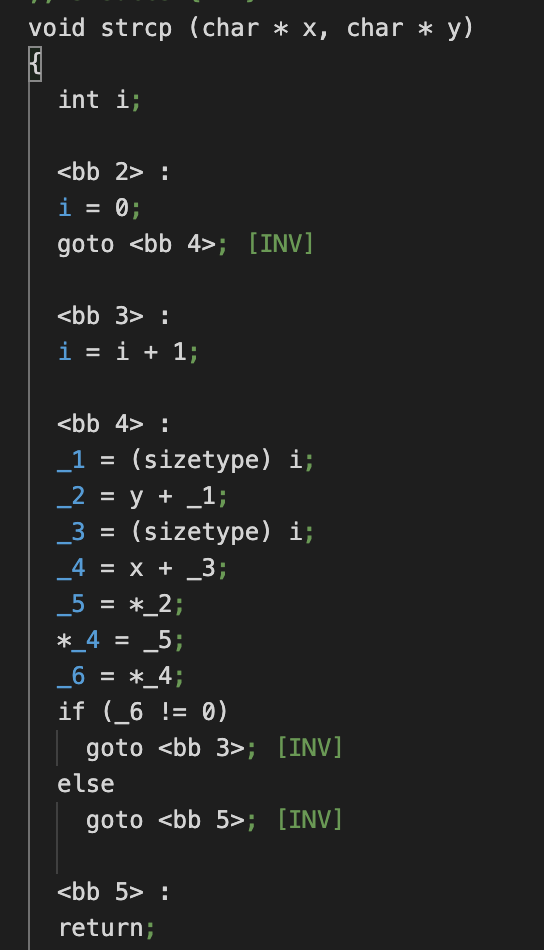 void strcp (char * x, char * y)
{
int i;
<bb 2> :
i = 0;
goto <bb 4>; [INV]
<bb 3> :
i = i + 1;
<bb 4> :
_1 = (sizetype) i;
_2 = y + _1;
_3 = (sizetype) i;
_4 = x + _3;
_5 = *_2;
*_4 = _5;
_6 = *_4;
if (_6 != 0)
goto <bb 3>; [INV]
else
goto <bb 5>; [INV]
<bb 5> :
return;